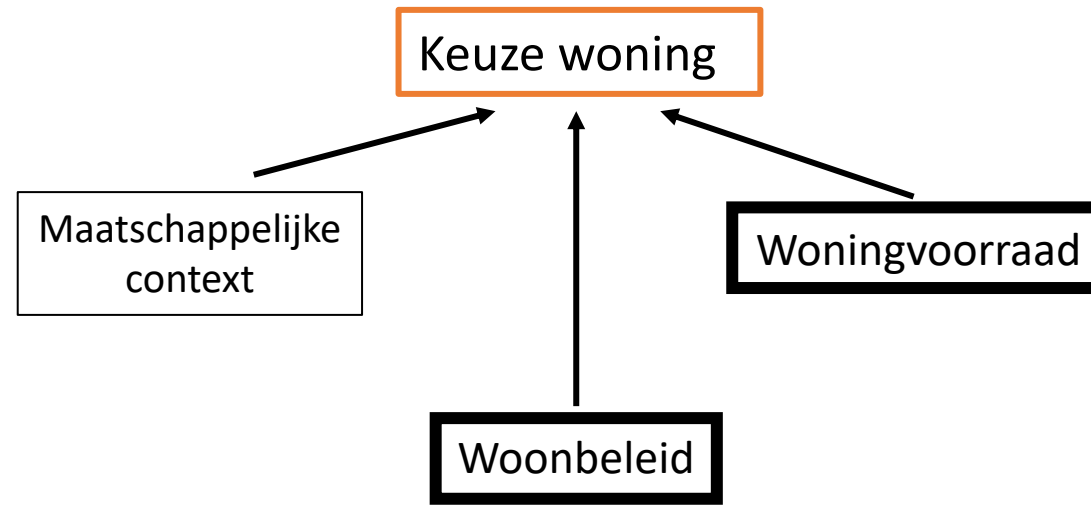 Keuze woning
Maatschappelijke
context
Woningvoorraad
Woonbeleid